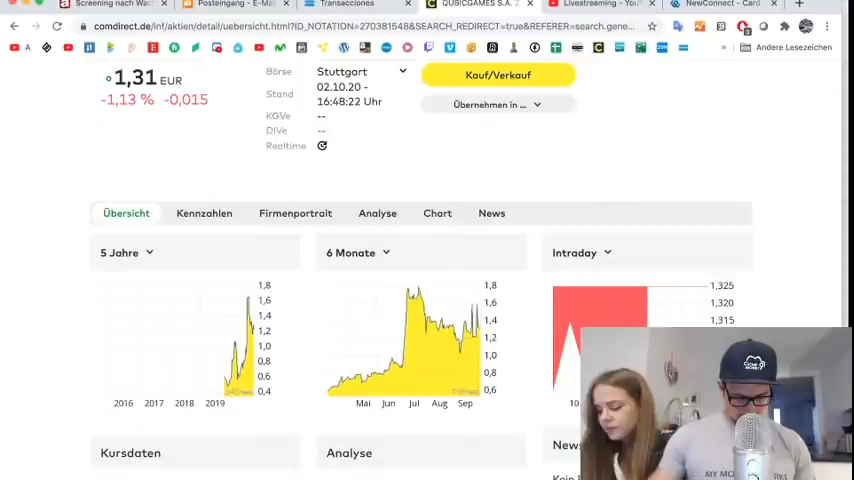 Screening nach Wac
Posteingang - E-Mai
Transacciones
QUBICGAMES S.A. Z
Livestreaming - YouT
NewConnect - Card
comdirect.de/inf/aktien/detail/uebersicht.html?ID_NOTATION=270381548&SEARCH_REDIRECT=true&REFERER=search.gene...
Andere Lesezeichen
1,31 EUR
-1,13 % -0,015
Börse Stuttgart
Stand 02.10.20 -
16:48:22 Uhr
KGVe --
DIVe --
Realtime
Kauf/Verkauf
Übernehmen in ...
Übersicht Kennzahlen Firmenportrait Analyse Chart News
5 Jahre
1,8
1,6
1,4
1,2
1,0
0,8
0,6
0,4
2016 2017 2018 2019
6 Monate
1,8
1,6
1,4
1,2
1,0
0,8
0,6
Mai Jun Jul Aug Sep
Intraday
1,325
1,320
1,315
10
Kursdaten
Analyse
New
Kein